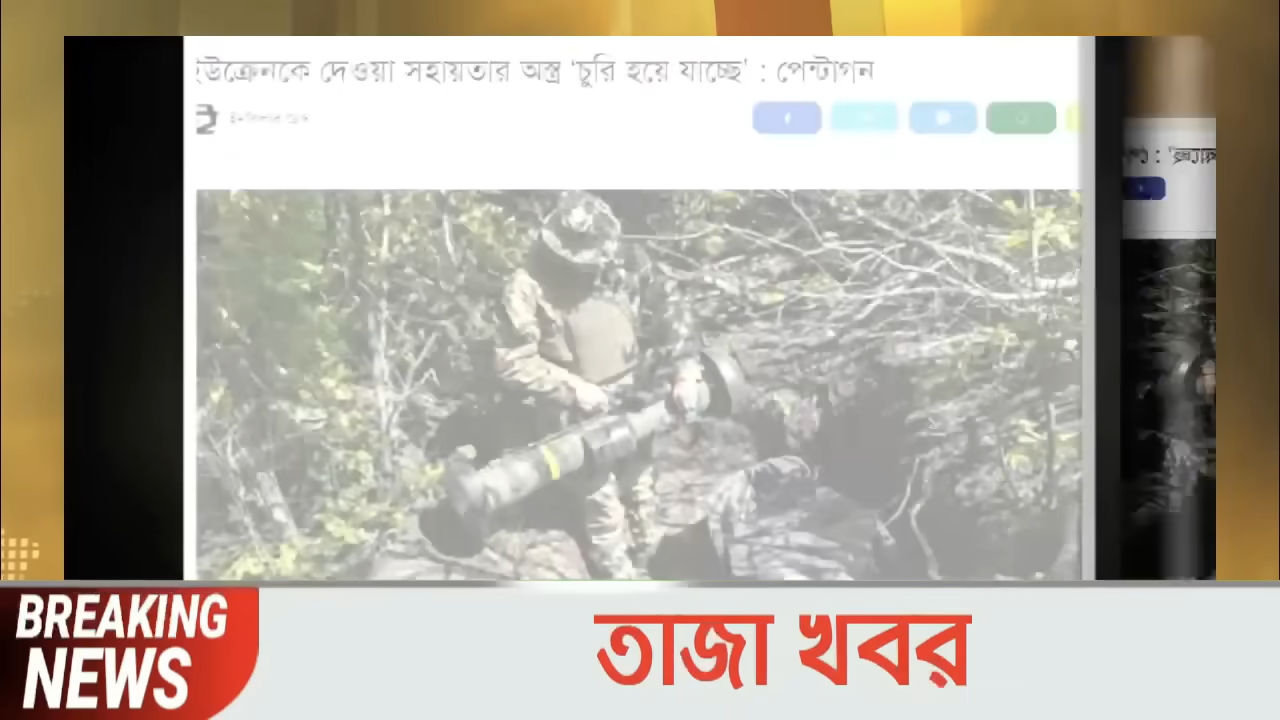 ইউক্রেনকে দেওয়া সহায়তার অস্ত্র 'চুরি হয়ে যাচ্ছে' : পেন্টাগন
BREAKING
NEWS
তাজা খবর